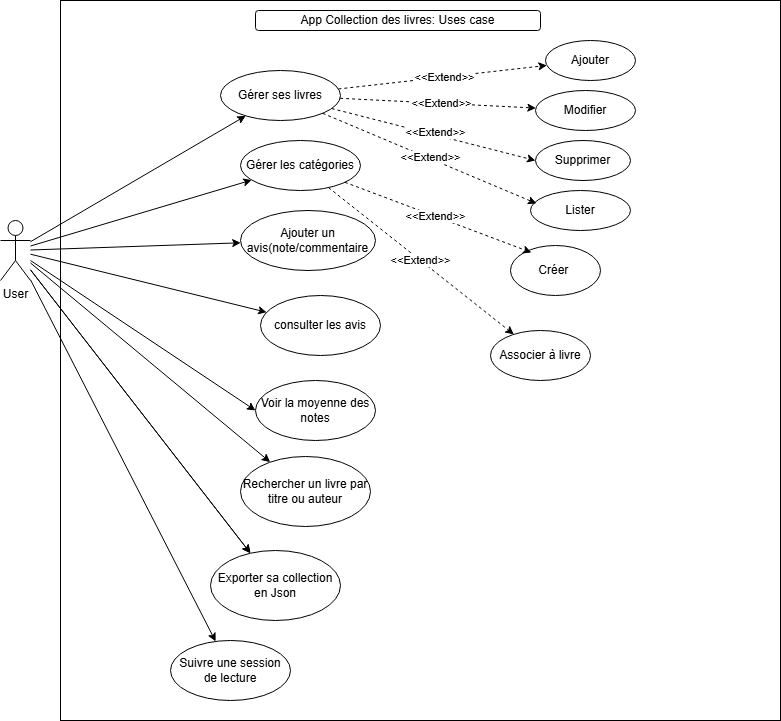 App Collection des livres: Uses case
Gérer ses livres
<<Extend>>
Ajouter
<<Extend>>
Modifier
<<Extend>>
Supprimer
<<Extend>>
Lister
Gérer les catégories
<<Extend>>
Créer
<<Extend>>
Associer à livre
Ajouter un
avis(note/commentaire
User
consulter les avis
Voir la moyenne des
notes
Rechercher un livre par
titre ou auteur
Exporter sa collection
en Json
Suivre une session
de lecture